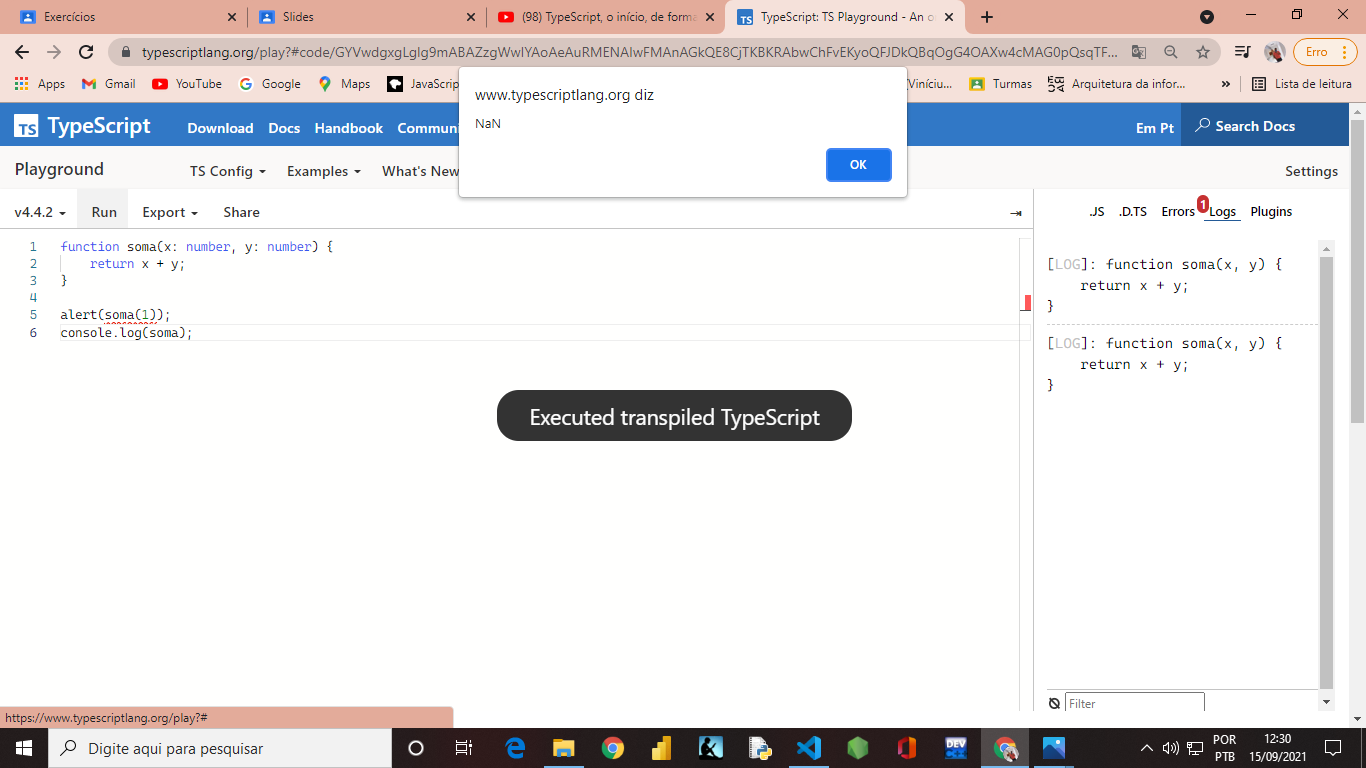 Exercícios
Slides
(98) TypeScript, o início, de forma
TypeScript: TS Playground - An o
typescriptlang.org/play?#code/GYVwdgxgLglg9mABAZzgWwIYAoAeAuRMENAIwFMAnAGkQE8CjTKBKRAbwChFvEKyoQFJDkQBqOgG4OAXw4cMAG0pQsqTF...
Erro
Apps
Gmail
YouTube
Google
Maps
JavaScrip
(Viníciu...
Turmas
Arquitetura da infor...
»
Lista de leitura
www.typescriptlang.org diz
NaN
OK
TS TypeScript
Download
Docs
Handbook
Communi
Em Pt
Search Docs
Playground
TS Config
Examples
What's New
Settings
v4.4.2
Run
Export
Share
.JS
.D.TS
Errors
1
Logs
Plugins
1 function soma(x: number, y: number) {
2 return x + y;
3 }
4
5 alert(soma(1));
6 console.log(soma);
[LOG]: function soma(x, y) {
return x + y;
}
[LOG]: function soma(x, y) {
return x + y;
}
Executed transpiled TypeScript
Filter
https://www.typescriptlang.org/play?#
Digite aqui para pesquisar
DEV
POR
PTB
12:30
15/09/2021